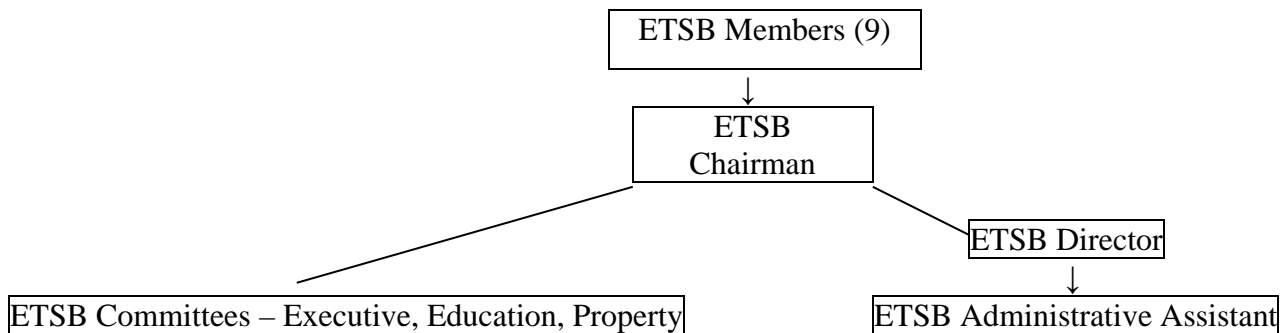 ETSB Members (9)
↓
ETSB
Chairman
ETSB Director
↓
ETSB Committees – Executive, Education, Property
ETSB Administrative Assistant